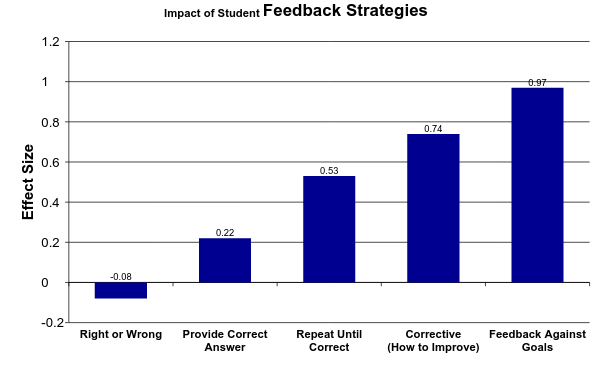 Impact of Student Feedback Strategies
1.2
1
0.8
0.6
0.4
0.2
0
-0.2
Effect Size
-0.08
0.22
0.53
0.74
0.97
Right or Wrong
Provide Correct
Answer
Repeat Until
Correct
Corrective
(How to Improve)
Feedback Against
Goals